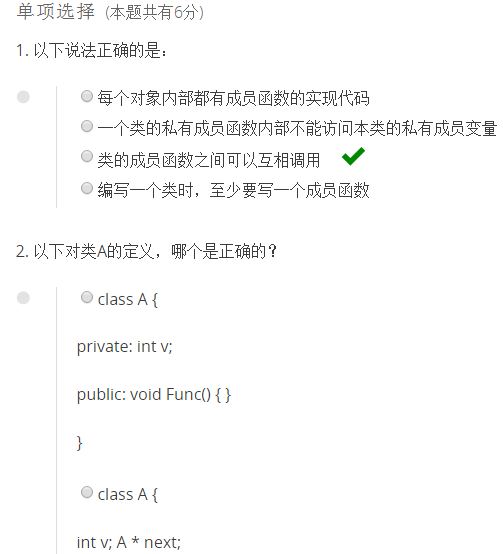 单项选择 (本题共有6分)
1. 以下说法正确的是：
每个对象内部都有成员函数的实现代码
一个类的私有成员函数内部不能访问本类的私有成员变量
类的成员函数之间可以互相调用
编写一个类时，至少要写一个成员函数
2. 以下对类A的定义，哪个是正确的？
class A {
private: int v;
public: void Func() { }
}
class A {
int v; A * next;